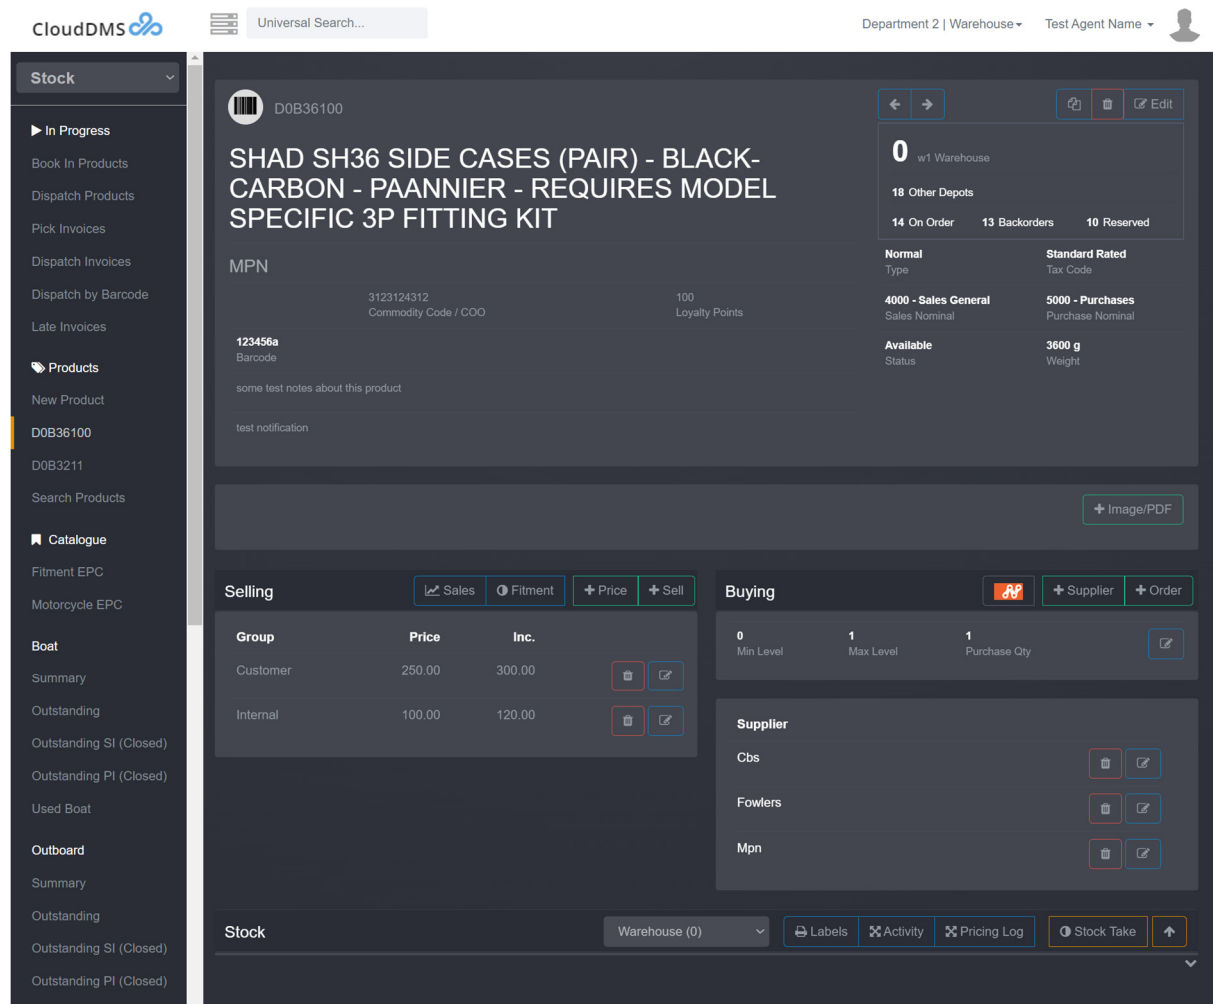 CloudDMS
Universal Search...
Department 2 | Warehouse
Test Agent Name
Stock
In Progress
Book In Products
Dispatch Products
Pick Invoices
Dispatch Invoices
Dispatch by Barcode
Late Invoices
Products
New Product
D0B36100
D0B3211
Search Products
Catalogue
Fitment EPC
Motorcycle EPC
Boat
Summary
Outstanding
Outstanding SI (Closed)
Outstanding PI (Closed)
Used Boat
Outboard
Summary
Outstanding
Outstanding SI (Closed)
Outstanding PI (Closed)
D0B36100
SHAD SH36 SIDE CASES (PAIR) - BLACK-
CARBON - PAANNIER - REQUIRES MODEL
SPECIFIC 3P FITTING KIT
MPN
3123124312
Commodity Code / COO
100
Loyalty Points
123456a
Barcode
some test notes about this product
test notification
Edit
0 w1 Warehouse
18 Other Depots
14 On Order 13 Backorders 10 Reserved
Normal
Type
Standard Rated
Tax Code
4000 - Sales General
Sales Nominal
5000 - Purchases
Purchase Nominal
Available
Status
3600 g
Weight
+ Image/PDF
Selling
Sales
Fitment
+ Price
+ Sell
Group Price Inc.
Customer 250.00 300.00
Internal 100.00 120.00
Buying
+ Supplier
+ Order
0
Min Level
1
Max Level
1
Purchase Qty
Supplier
Cbs
Fowlers
Mpn
Stock
Warehouse (0)
Labels
Activity
Pricing Log
Stock Take